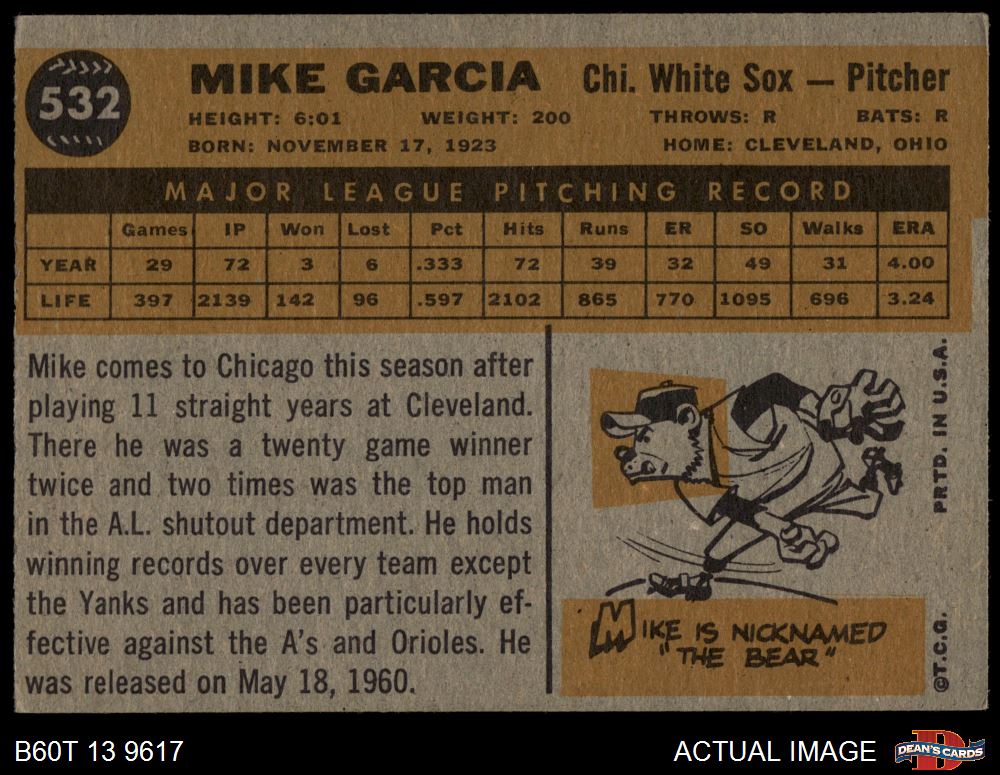 532
MIKE GARCIA Chi. White Sox — Pitcher
HEIGHT: 6:01 WEIGHT: 200 THROWS: R BATS: R
BORN: NOVEMBER 17, 1923 HOME: CLEVELAND, OHIO
MAJOR LEAGUE PITCHING RECORD
Games IP Won Lost Pct Hits Runs ER SO Walks ERA
YEAR 29 72 3 6 .333 72 39 32 49 31 4.00
LIFE 397 2139 142 96 .597 2102 865 770 1095 696 3.24
Mike comes to Chicago this season after
playing 11 straight years at Cleveland.
There he was a twenty game winner
twice and two times was the top man
in the A.L. shutout department. He holds
winning records over every team except
the Yanks and has been particularly ef-
fective against the A's and Orioles. He
was released on May 18, 1960.
MIKE IS NICKNAMED
"THE BEAR"
PRTD. IN U.S.A.
©T.C.G.
B60T 13 9617
ACTUAL IMAGE
D
DEAN'S CARDS